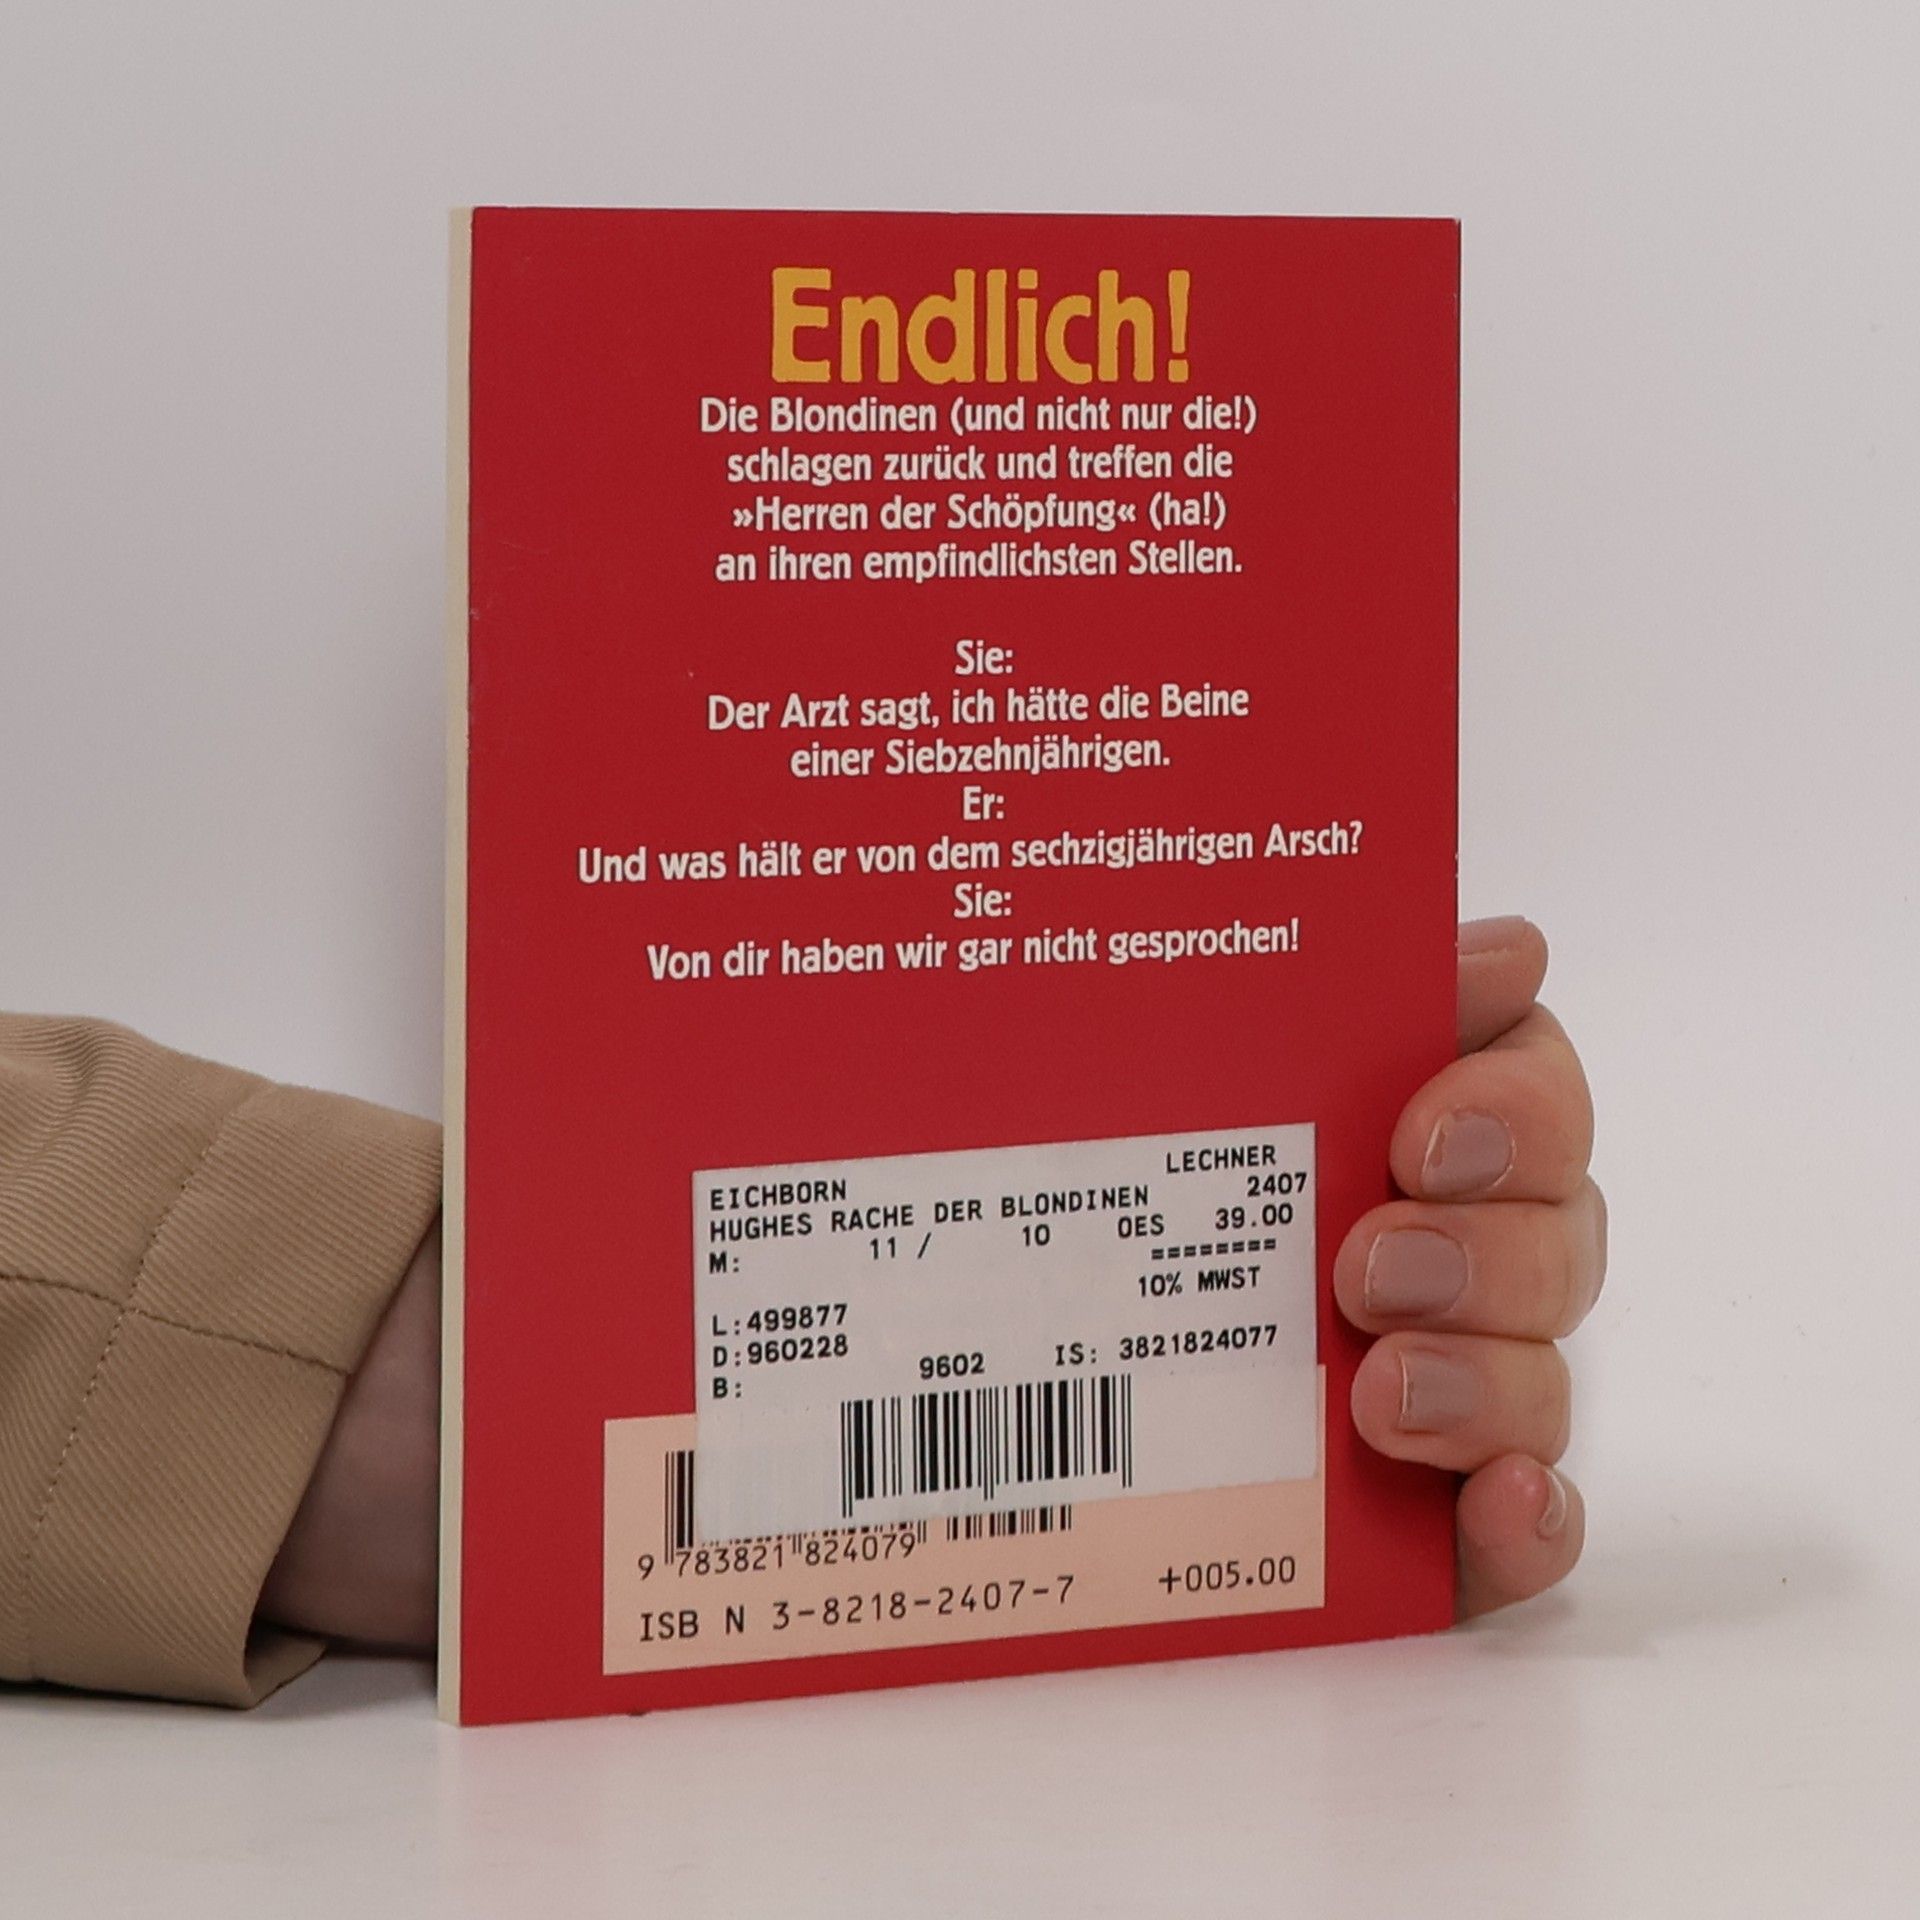 Endlich!
Die Blondinen (und nicht nur die!)
schlagen zurück und treffen die
»Herren der Schöpfung« (ha!)
an ihren empfindlichsten Stellen.
Sie:
Der Arzt sagt, ich hätte die Beine
einer Siebzehnjährigen.
Er:
Und was hält er von dem sechzigjährigen Arsch?
Sie:
Von dir haben wir gar nicht gesprochen!
EICHBORN LECHNER
HUGHES RACHE DER BLONDINEN 2407
M: 11 / 10 OES 39.00
========
10% MWST
L:499877
D:960228
B: 9602 IS: 3821824077
9 783821 824079
ISB N 3-8218-2407-7 +005.00